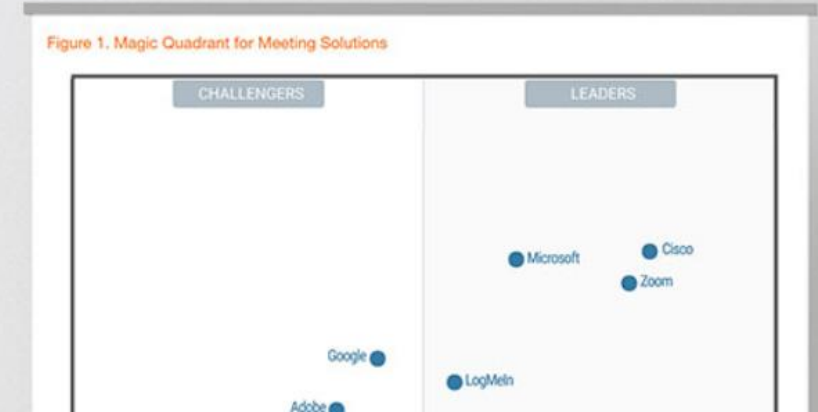 Figure 1. Magic Quadrant for Meeting Solutions
CHALLENGERS
LEADERS
Cisco
Microsoft
Zoom
Google
LogMeIn
Adobe